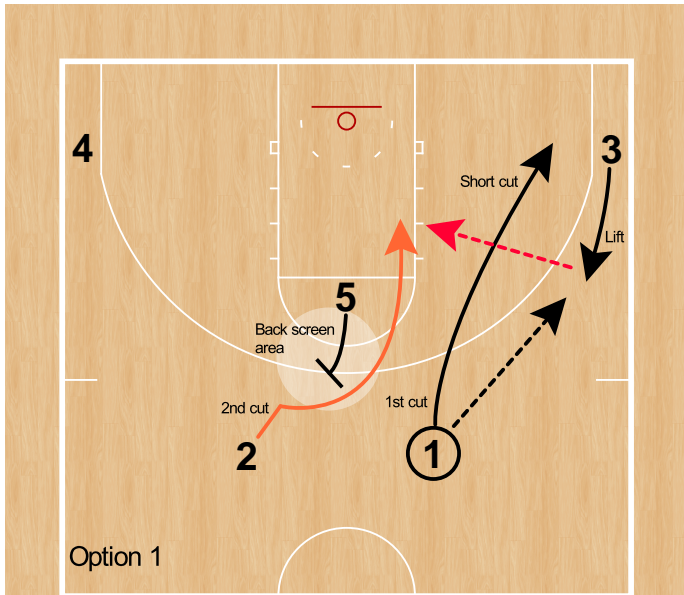 4
3
Short cut
Lift
5
Back screen
area
2nd cut
1st cut
2
1
Option 1